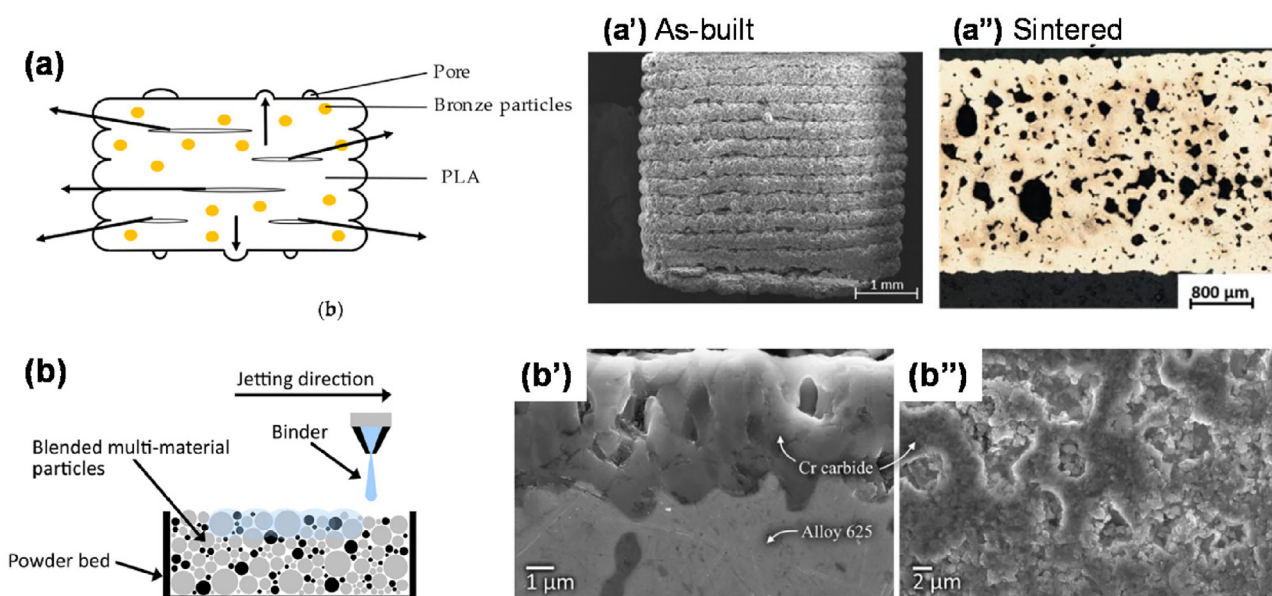 (a)
Pore
Bronze particles
PLA
(b)
(a') As-built
1 mm
(a'') Sintered
800 µm
(b)
Jetting direction
Binder
Blended multi-material
particles
Powder bed
(b')
Cr carbide
Alloy 625
1 µm
(b'')
2 µm